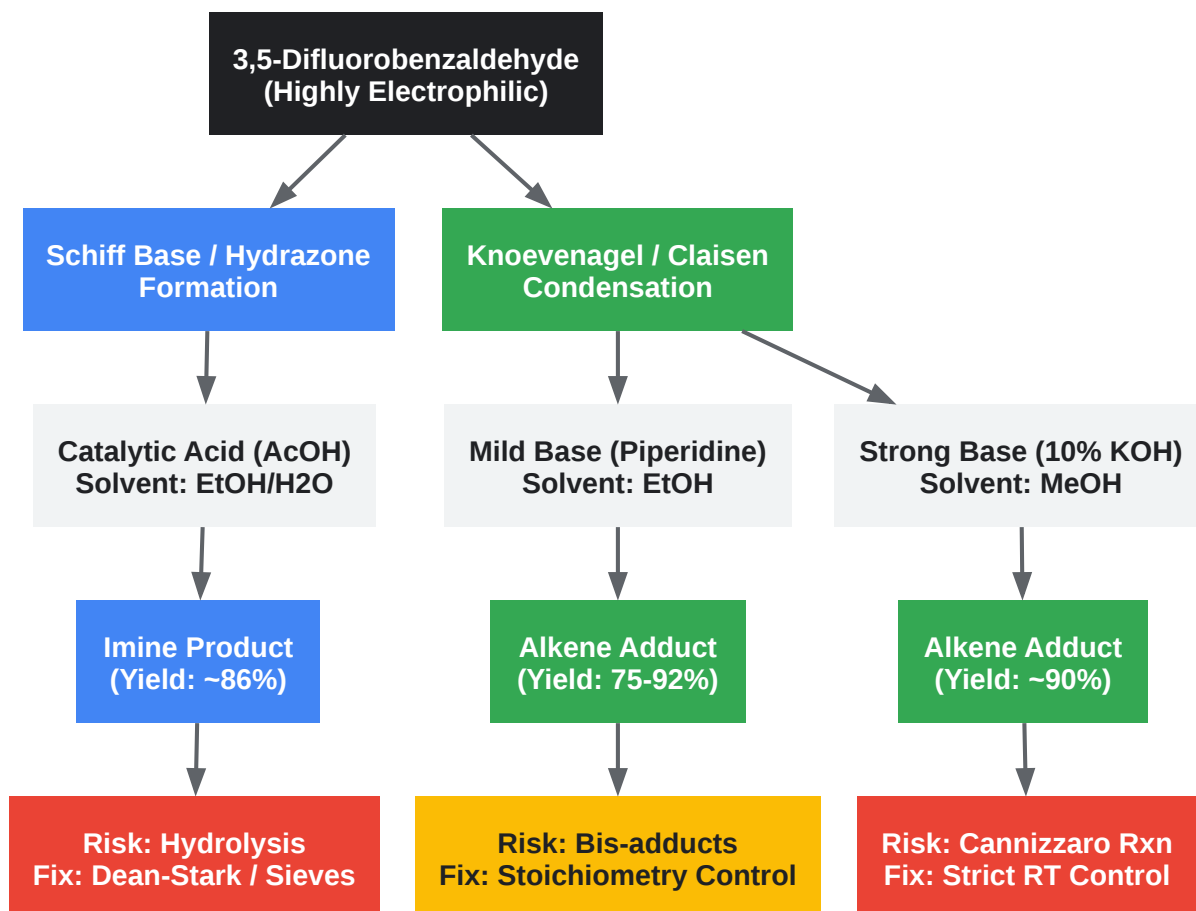 3,5-Difluorobenzaldehyde
(Highly Electrophilic)
Schiff Base / Hydrazone
Formation
Knoevenagel / Claisen
Condensation
Catalytic Acid (AcOH)
Solvent: EtOH/H2O
Mild Base (Piperidine)
Solvent: EtOH
Strong Base (10% KOH)
Solvent: MeOH
Imine Product
(Yield: ~86%)
Alkene Adduct
(Yield: 75-92%)
Alkene Adduct
(Yield: ~90%)
Risk: Hydrolysis
Fix: Dean-Stark / Sieves
Risk: Bis-adducts
Fix: Stoichiometry Control
Risk: Cannizzaro Rxn
Fix: Strict RT Control